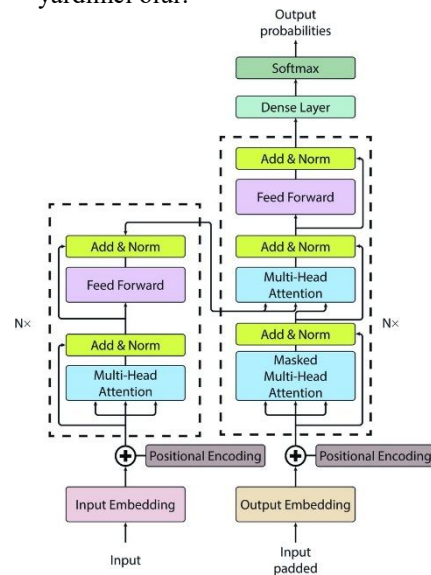 yardımcı olur.
Output
probabilities
Softmax
Dense Layer
Add & Norm
Feed Forward
Add & Norm
Multi-Head
Attention
Add & Norm
Masked
Multi-Head
Attention
N×
Positional Encoding
Output Embedding
Input
padded
Add & Norm
Feed Forward
N×
Add & Norm
Multi-Head
Attention
Positional Encoding
Input Embedding
Input